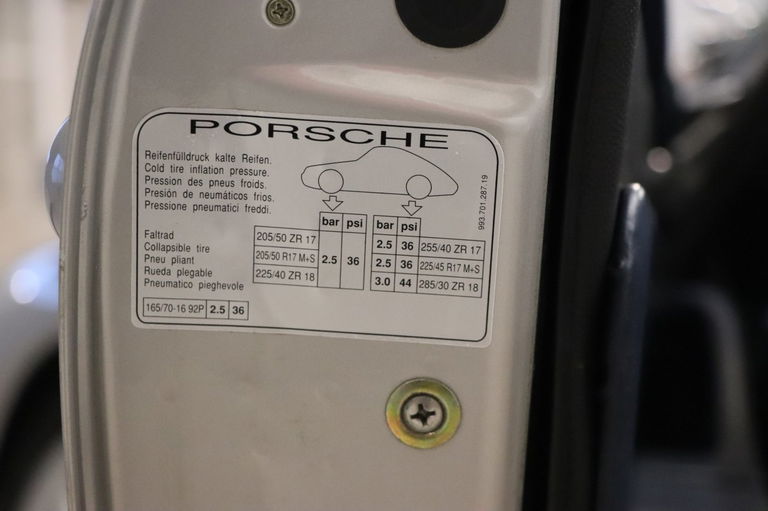 PORSCHE
Reifenfülldruck kalte Reifen.
Cold tire inflation pressure.
Pression des pneus froids.
Presión de neumáticos frios.
Pressione pneumatici freddi.
993.701.287.19
Faltrad
Collapsible tire
Pneu pliant
Rueda plegable
Pneumatico pieghevole
bar psi bar psi
205/50 ZR 17 2.5 36 255/40 ZR 17
205/50 R17 M+S 2.5 36 2.5 36 225/45 R17 M+S
225/40 ZR 18 3.0 44 285/30 ZR 18
165/70-16 92P 2.5 36